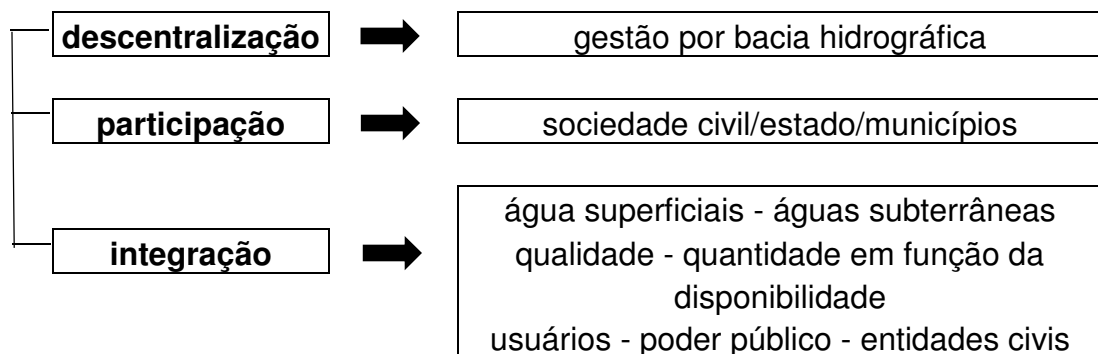 descentralização
gestão por bacia hidrográfica
participação
sociedade civil/estado/municípios
integração
água superficiais - águas subterrâneas
qualidade - quantidade em função da
disponibilidade
usuários - poder público - entidades civis